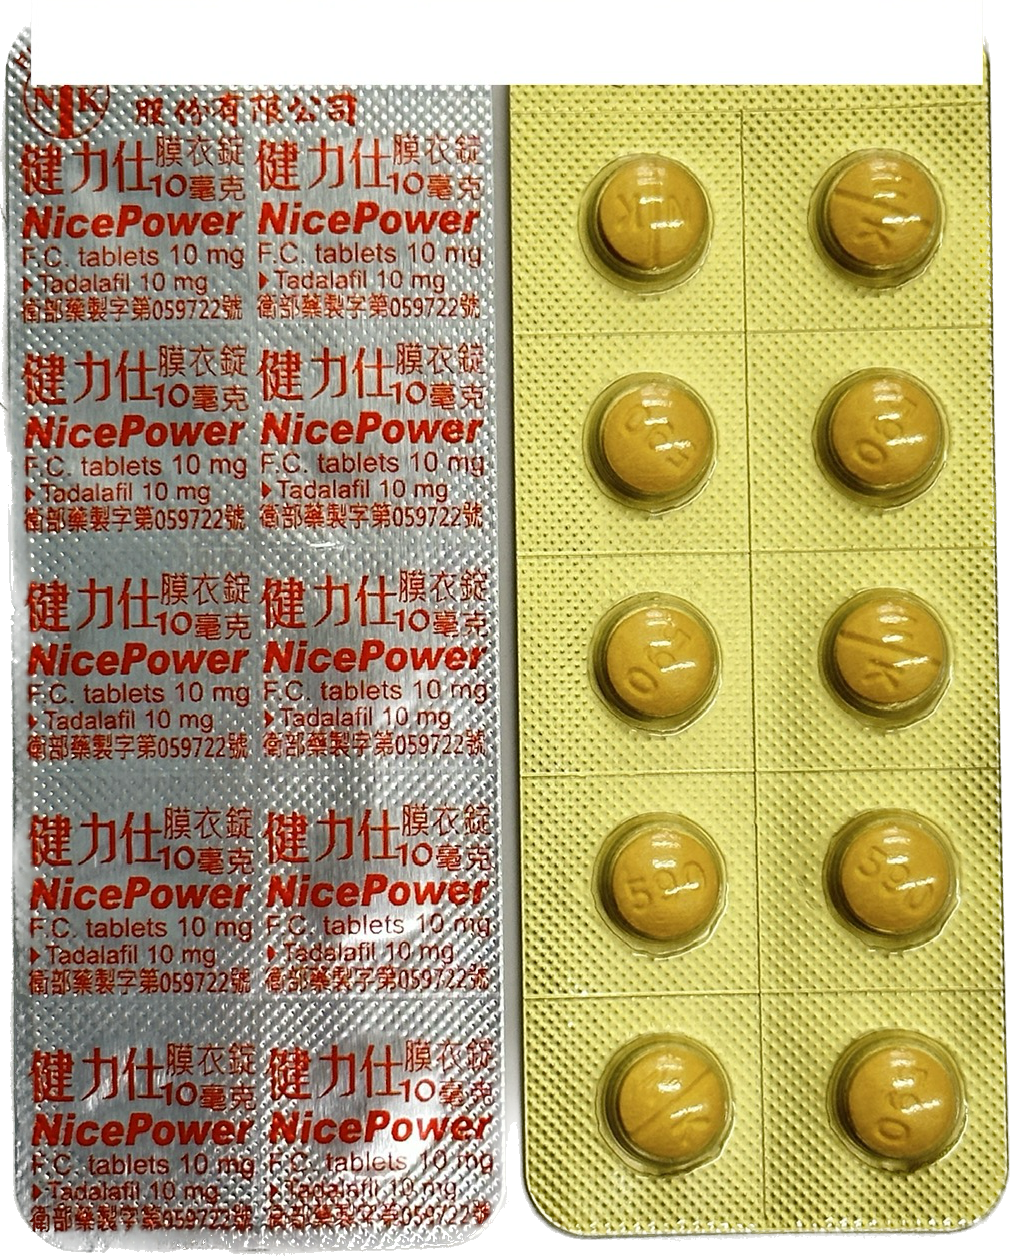 N K 股份有限公司
健力仕膜衣錠10毫克 健力仕膜衣錠10毫克
NicePower NicePower
F.C. tablets 10 mg F.C. tablets 10 mg
Tadalafil 10 mg Tadalafil 10 mg
衛部藥製字第059722號 衛部藥製字第059722號
健力仕膜衣錠10毫克 健力仕膜衣錠10毫克
NicePower NicePower
F.C. tablets 10 mg F.C. tablets 10 mg
Tadalafil 10 mg Tadalafil 10 mg
衛部藥製字第059722號 衛部藥製字第059722號
健力仕膜衣錠10毫克 健力仕膜衣錠10毫克
NicePower NicePower
F.C. tablets 10 mg F.C. tablets 10 mg
Tadalafil 10 mg Tadalafil 10 mg
衛部藥製字第059722號 衛部藥製字第059722號
健力仕膜衣錠10毫克 健力仕膜衣錠10毫克
NicePower NicePower
F.C. tablets 10 mg F.C. tablets 10 mg
Tadalafil 10 mg Tadalafil 10 mg
衛部藥製字第059722號 衛部藥製字第059722號
健力仕膜衣錠10毫克 健力仕膜衣錠10毫克
NicePower NicePower
F.C. tablets 10 mg F.C. tablets 10 mg
Tadalafil 10 mg Tadalafil 10 mg
衛部藥製字第059722號 衛部藥製字第059722號
590 590